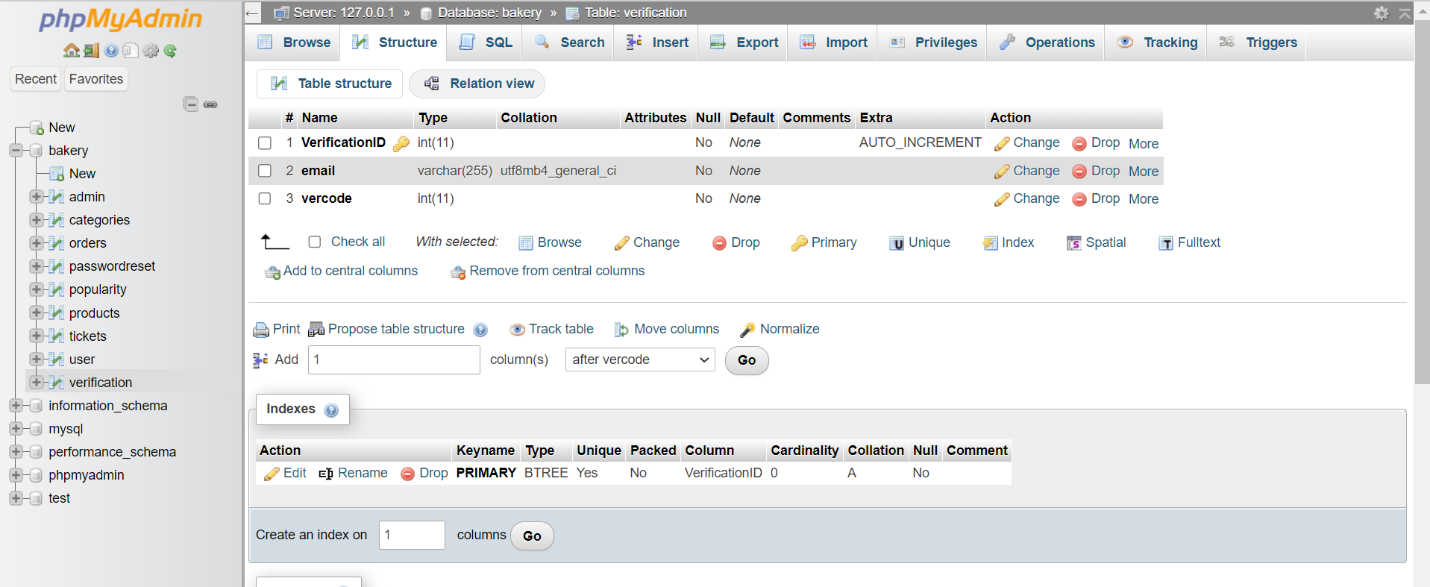 phpMyAdmin
Recent Favorites
New
bakery
New
admin
categories
orders
passwordreset
popularity
products
tickets
user
verification
information_schema
mysql
performance_schema
phpmyadmin
test
Server: 127.0.0.1 » Database: bakery » Table: verification
Browse Structure SQL Search Insert Export Import Privileges Operations Tracking Triggers
Table structure Relation view
# Name Type Collation Attributes Null Default Comments Extra Action
1 VerificationID int(11) No None AUTO_INCREMENT Change Drop More
2 email varchar(255) utf8mb4_general_ci No None Change Drop More
3 vercode int(11) No None Change Drop More
Check all With selected: Browse Change Drop Primary Unique Index Spatial Fulltext
Add to central columns Remove from central columns
Print Propose table structure Track table Move columns Normalize
Add 1 column(s) after vercode Go
Indexes
Action Keyname Type Unique Packed Column Cardinality Collation Null Comment
Edit Rename Drop PRIMARY BTREE Yes No VerificationID 0 A No
Create an index on 1 columns Go